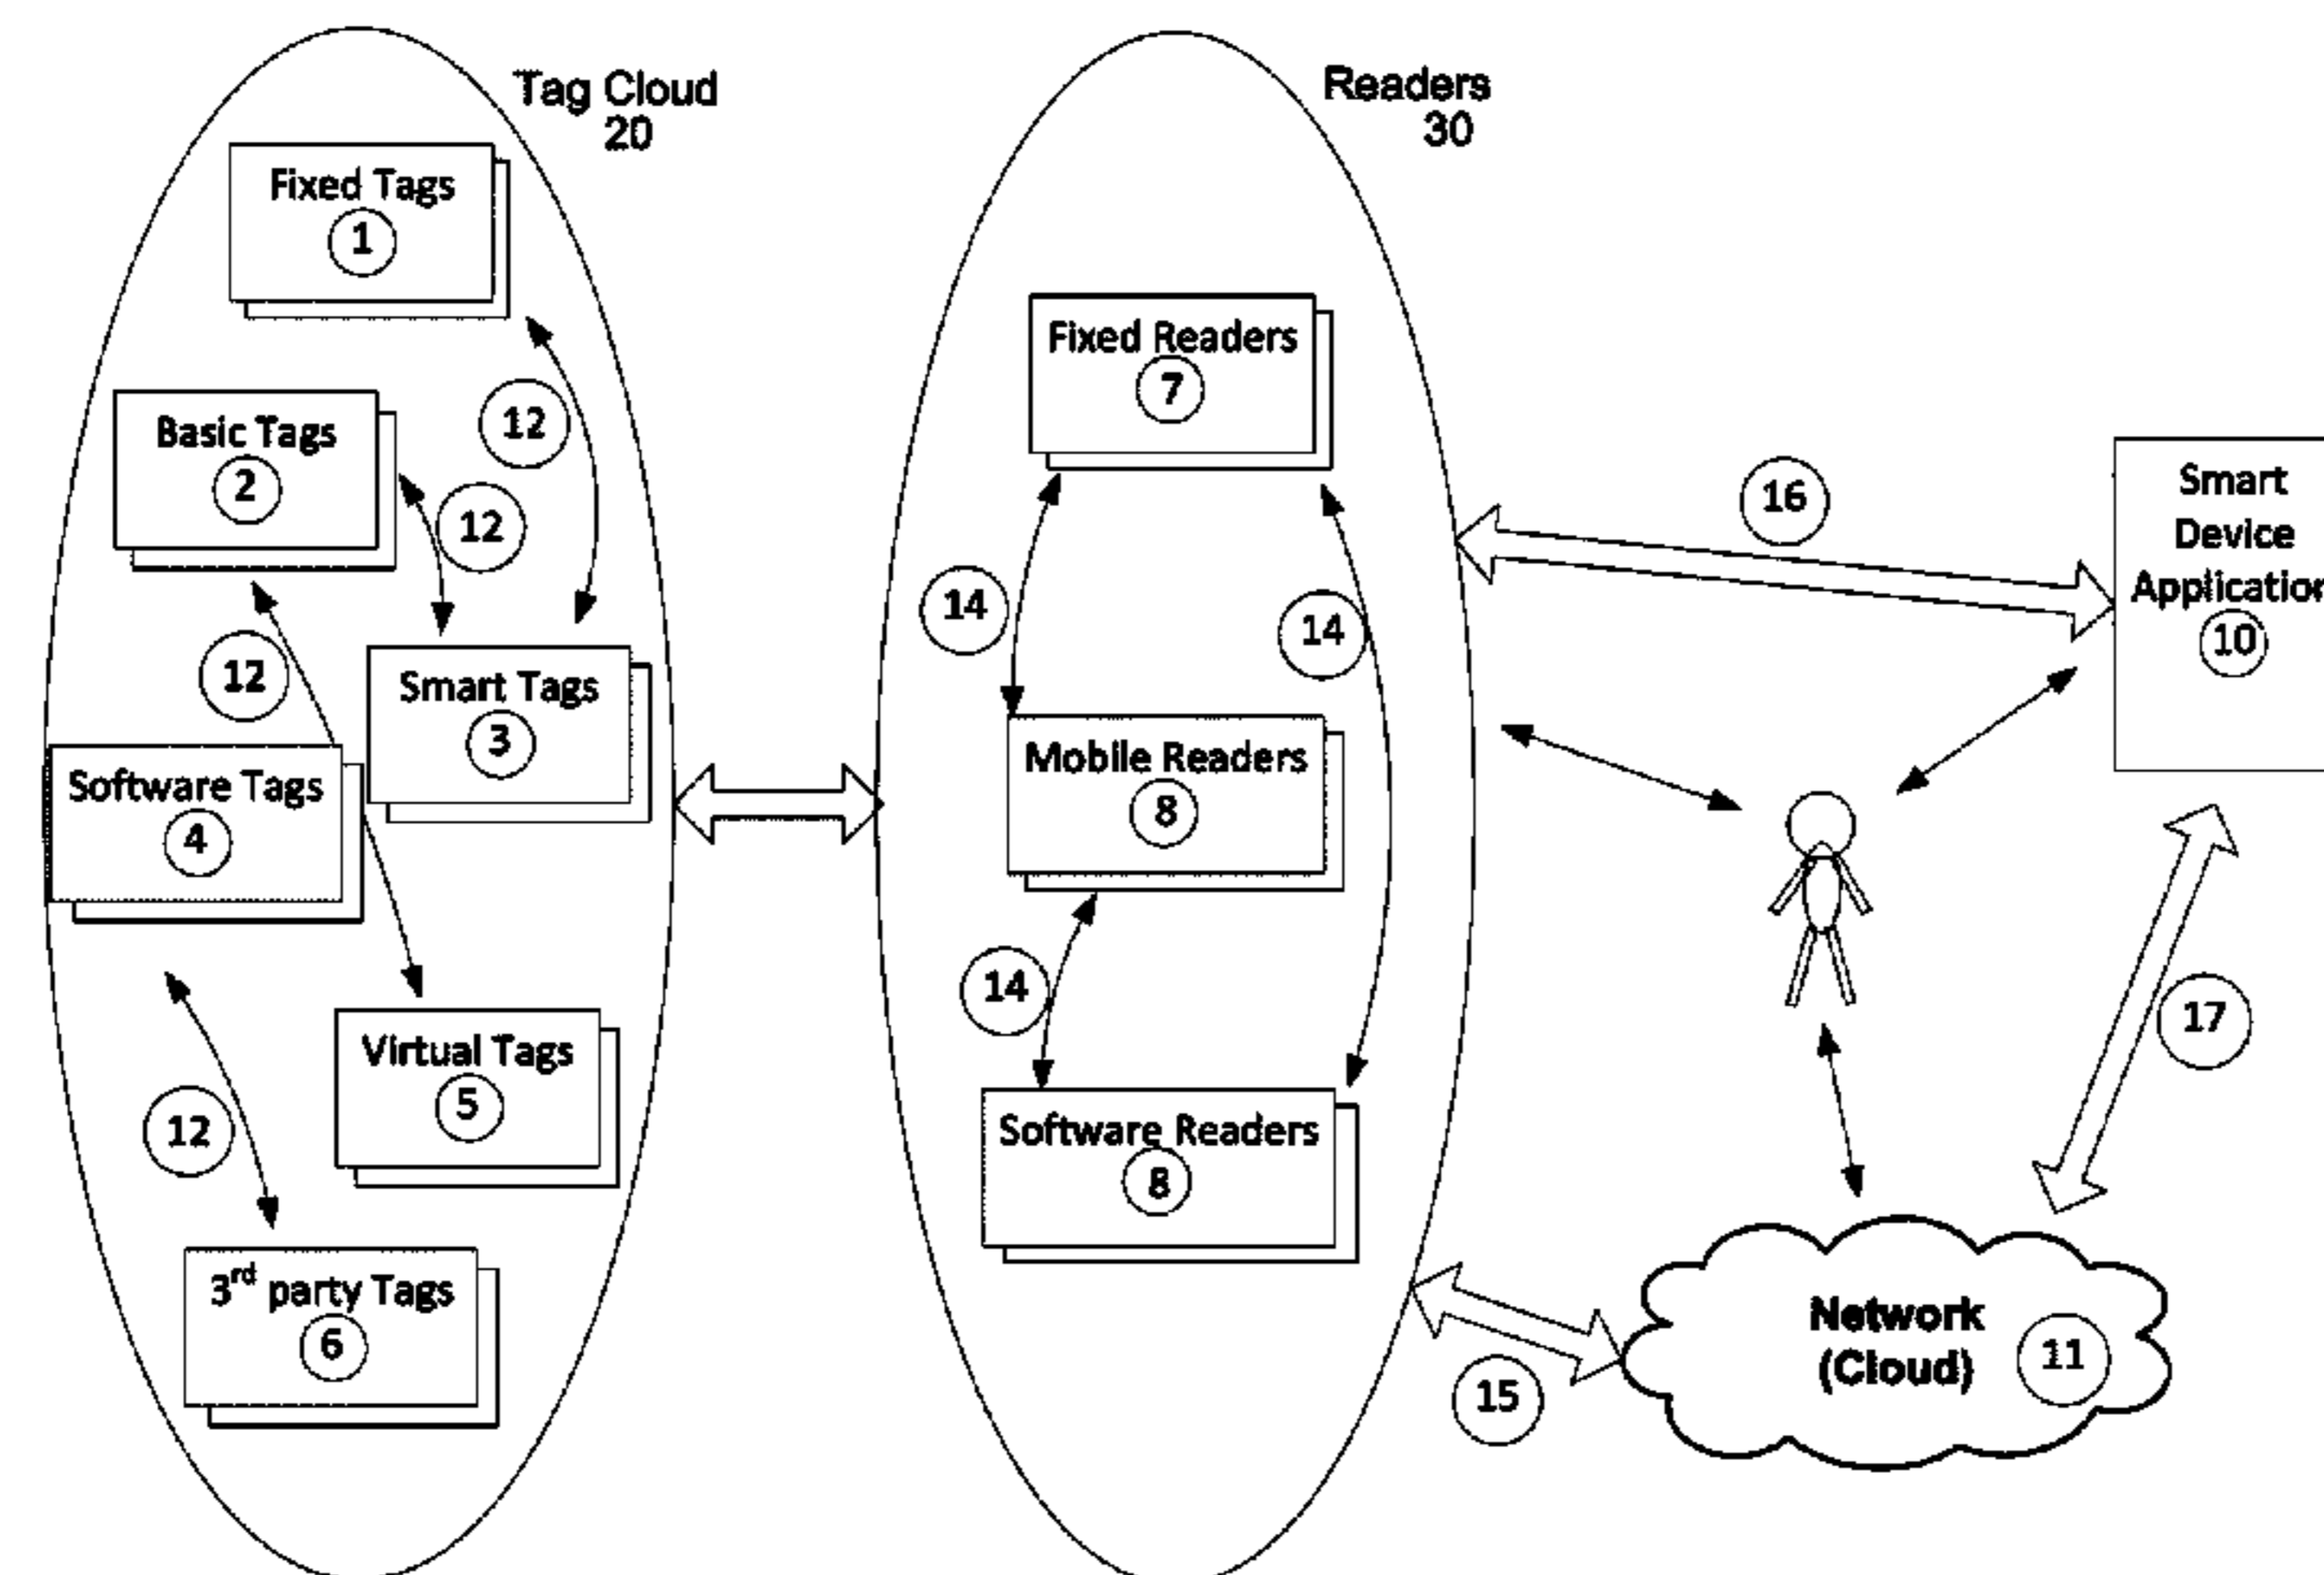 Tag Cloud
20
Fixed Tags
1
Basic Tags
2
12
12
12
Smart Tags
3
Software Tags
4
Virtual Tags
5
12
3rd party Tags
6
Readers
30
Fixed Readers
7
14
14
Mobile Readers
8
14
Software Readers
8
16
Smart
Device
Application
10
17
15
Network
(Cloud)
11